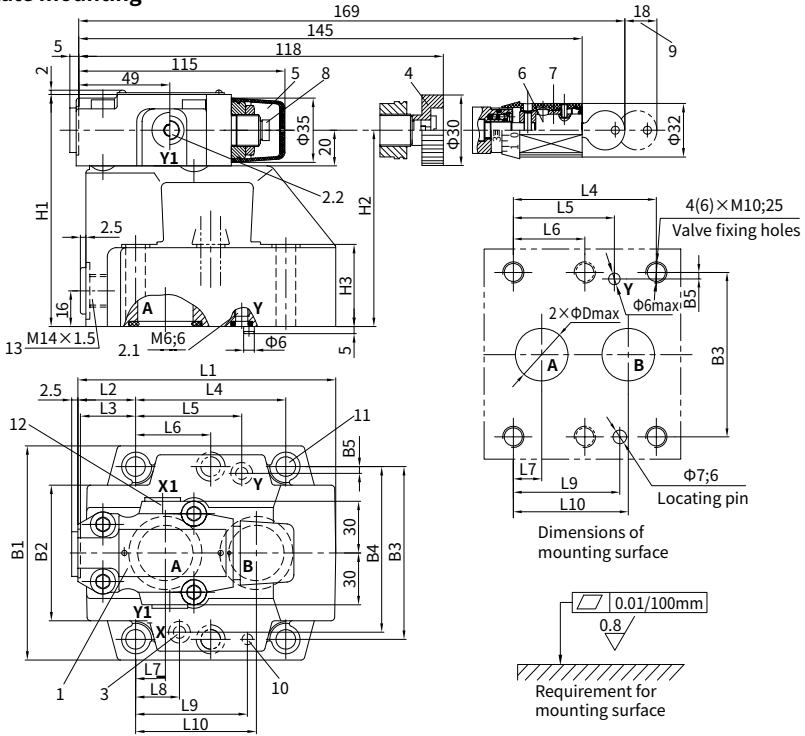 169
18
145
9
5
118
115
2
49
5
8
4
6
7
Φ35
20
Φ30
Φ32
Y1
2.2
H1
H2
H3
2.5
16
A
Y
M14×1.5
13
2.1
M6;6
Φ6
5
L4
L5
L6
4(6)×M10;25
Valve fixing holes
Y
Φ6max
B5
2×ΦDmax
A
B
B3
L7
L9
L10
Φ7;6
Locating pin
Dimensions of
mounting surface
L1
2.5
L2
L4
L3
L5
L6
12
11
B5
X1
Y
B1
B2
A
B
30
30
B4
B3
Y1
X
1
3
10
L7
L8
L9
L10
0.01/100mm
0.8
Requirement for
mounting surface